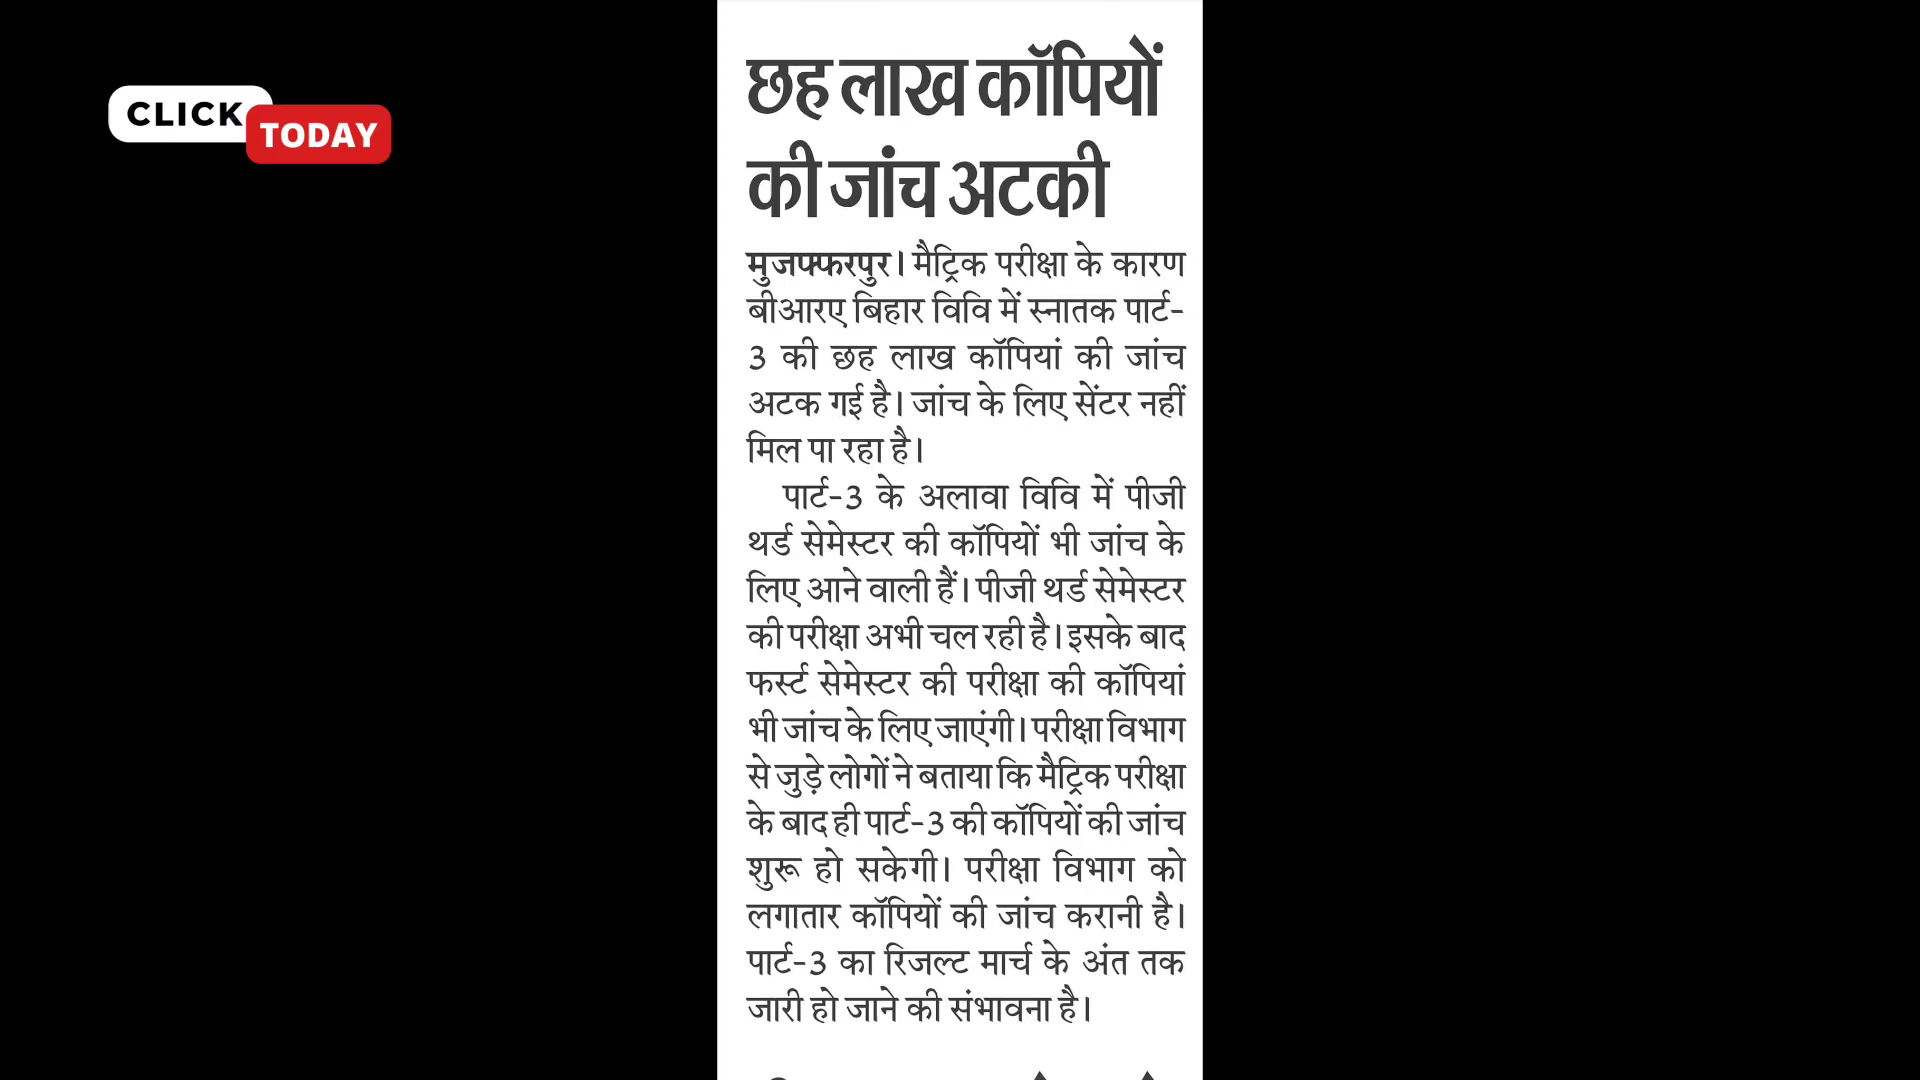 CLICK
TODAY
छह लाख कॉपियों
की जांच अटकी
मुजफ्फरपुर। मैट्रिक परीक्षा के कारण
बीआरए बिहार विवि में स्नातक पार्ट-
3 की छह लाख कॉपियां की जांच
अटक गई है। जांच के लिए सेंटर नहीं
मिल पा रहा है।
पार्ट-3 के अलावा विवि में पीजी
थर्ड सेमेस्टर की कॉपियों भी जांच के
लिए आने वाली हैं। पीजी थर्ड सेमेस्टर
की परीक्षा अभी चल रही है। इसके बाद
फर्स्ट सेमेस्टर की परीक्षा की कॉपियां
भी जांच के लिए जाएंगी। परीक्षा विभाग
से जुड़े लोगों ने बताया कि मैट्रिक परीक्षा
के बाद ही पार्ट-3 की कॉपियों की जांच
शुरू हो सकेगी। परीक्षा विभाग को
लगातार कॉपियों की जांच करानी है।
पार्ट-3 का रिजल्ट मार्च के अंत तक
जारी हो जाने की संभावना है।